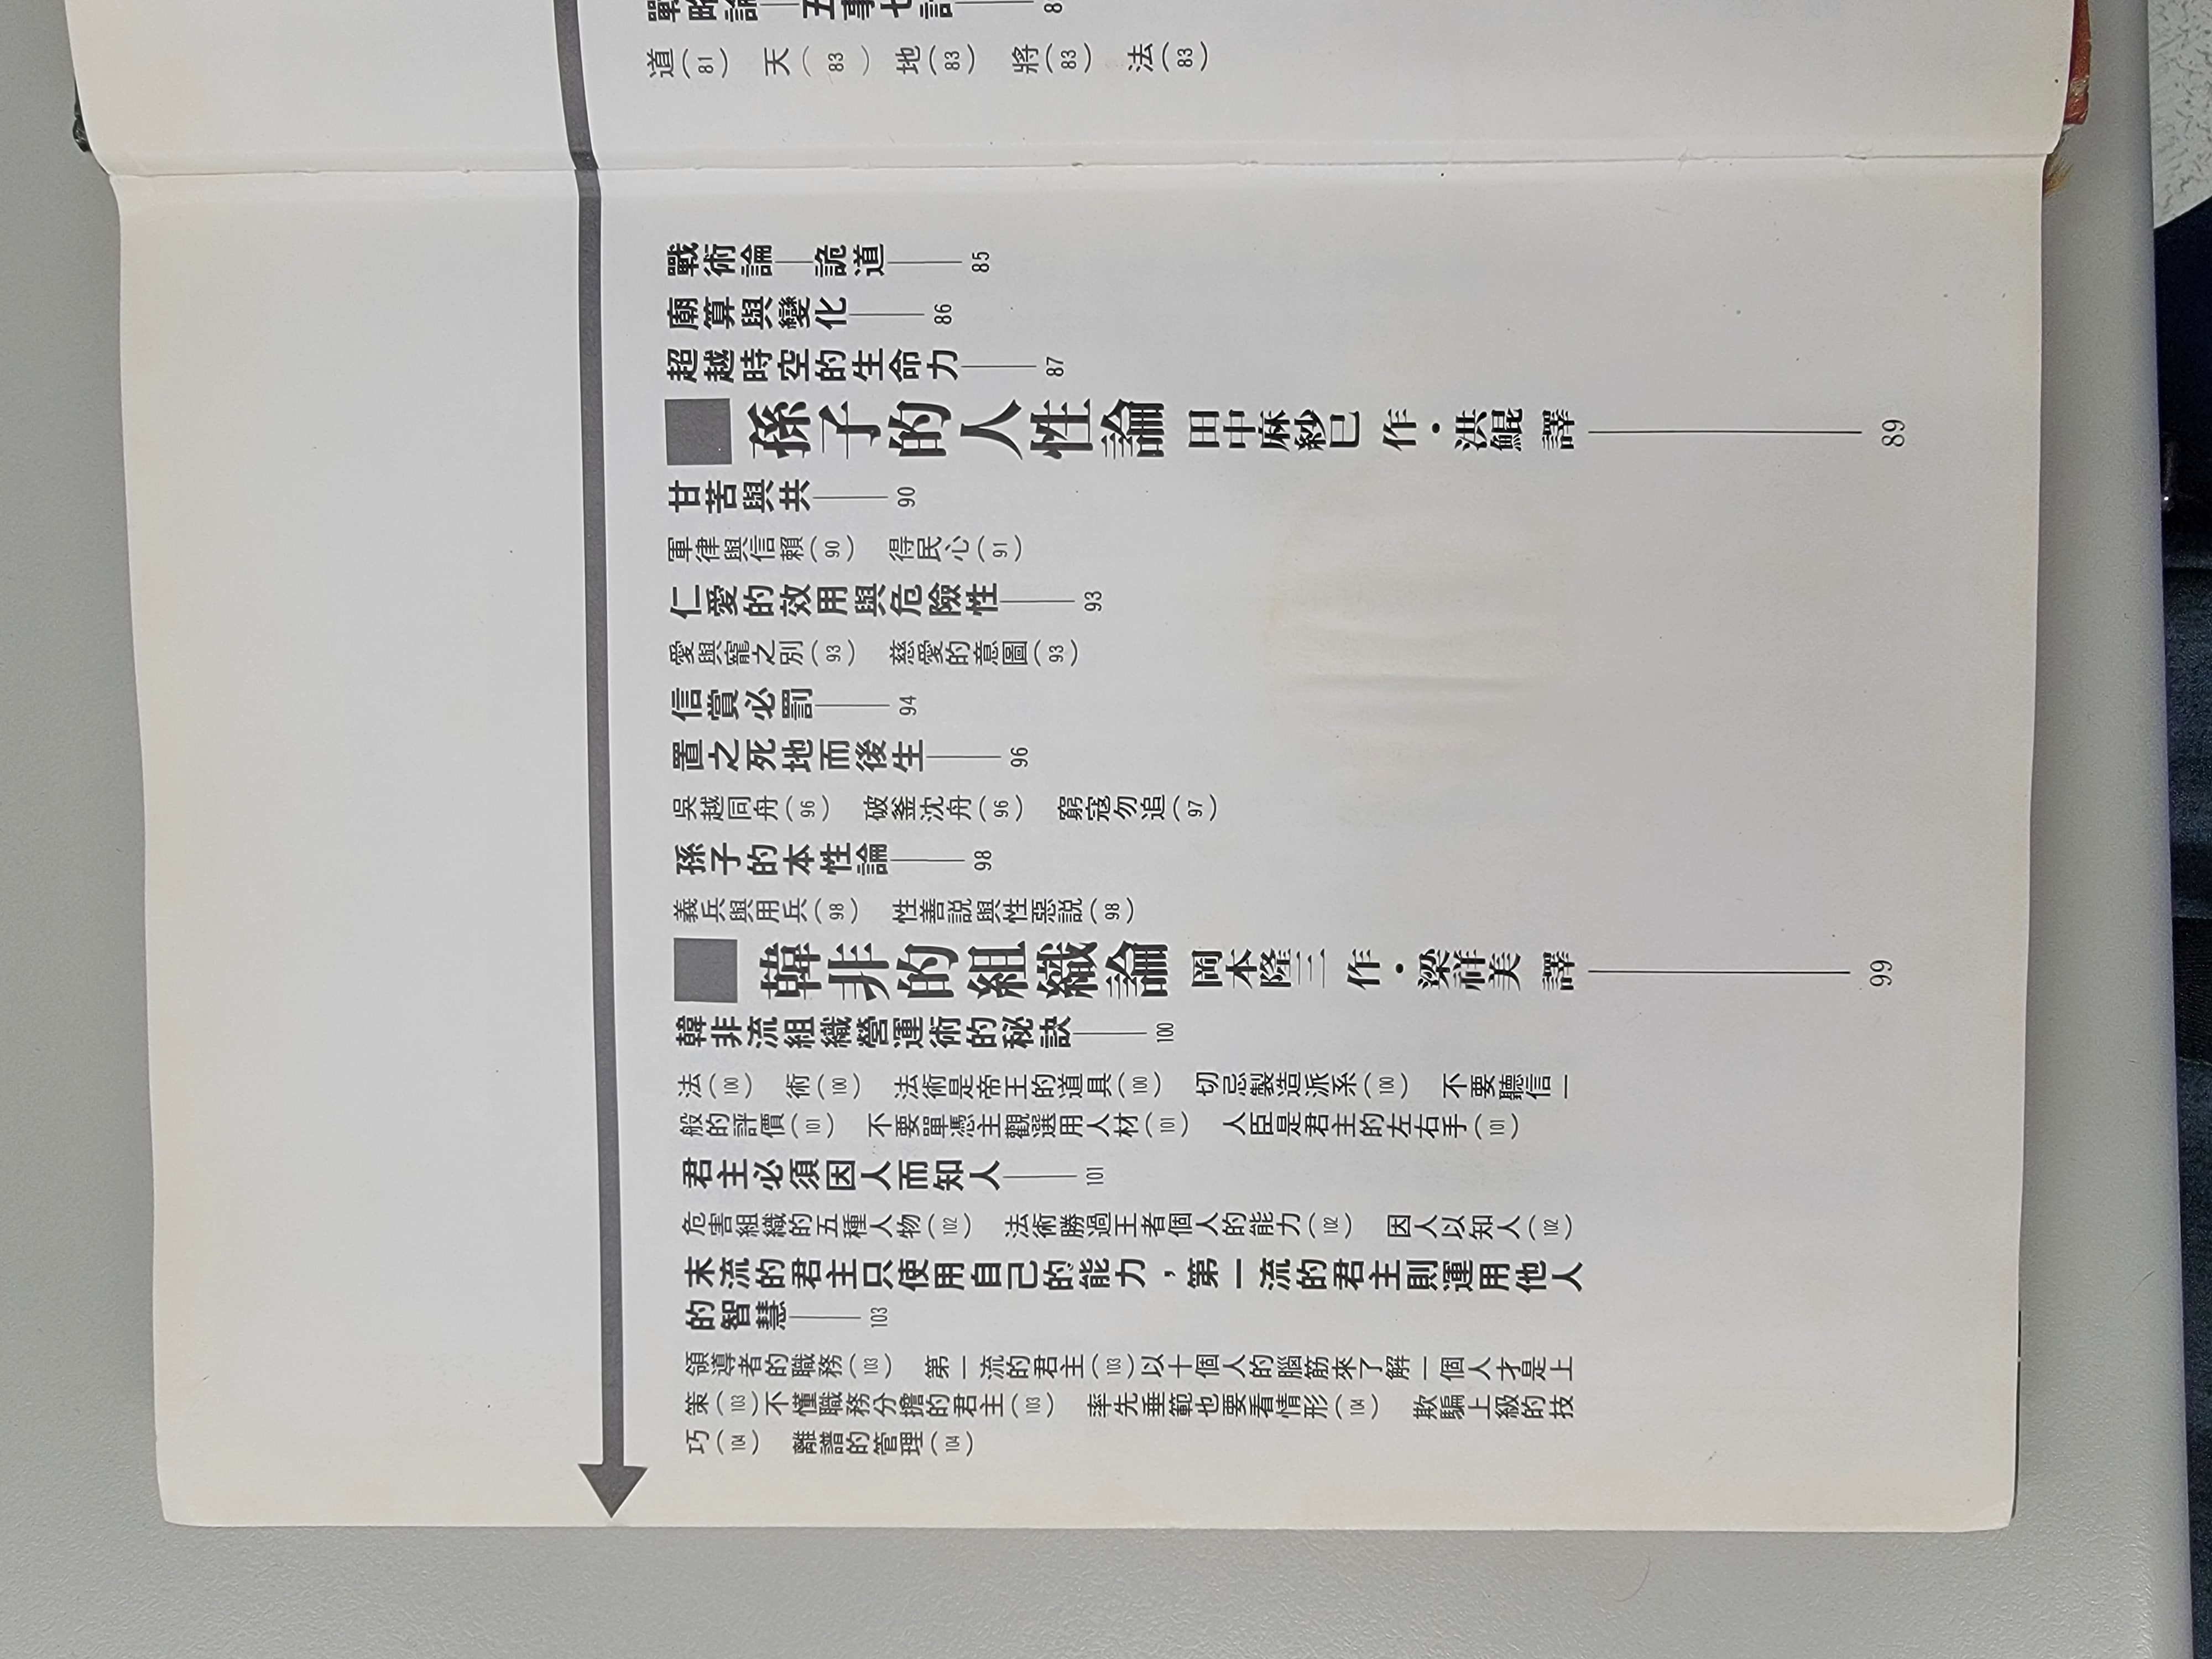 道(81) 天(83) 地(83) 將(83) 法(83)
戰術論—詭道——85
廟算與變化——86
超越時空的生命力——87
孫子的人性論 田中麻紗巳 作・洪鯤 譯——89
甘苦與共——90
軍律與信賴(90) 得民心(91)
仁愛的效用與危險性——93
愛與寵之別(93) 慈愛的意圖(93)
信賞必罰——94
置之死地而後生——96
吳越同舟(96) 破釜沈舟(96) 窮寇勿追(97)
孫子的本性論——98
義兵與用兵(98) 性善説與性惡説(98)
韓非的組織論 岡本隆三 作・梁祥美 譯——99
韓非流組織營運術的秘訣——100
法(100) 術(100) 法術是帝王的道具(100) 切忌製造派系(100) 不要聽信一
般的評價(101) 不要單憑主觀選用人材(101) 人臣是君主的左右手(101)
君主必須因人而知人——101
危害組織的五種人物(102) 法術勝過王者個人的能力(102) 因人以知人(102)
末流的君主只使用自己的能力，第一流的君主則運用他人
的智慧——103
領導者的職務(103) 第一流的君主(103)以十個人的腦筋來了解一個人才是上
策(103)不懂職務分擔的君主(103) 率先垂範也要看情形(104) 欺騙上級的技
巧(104) 離譜的管理(104)